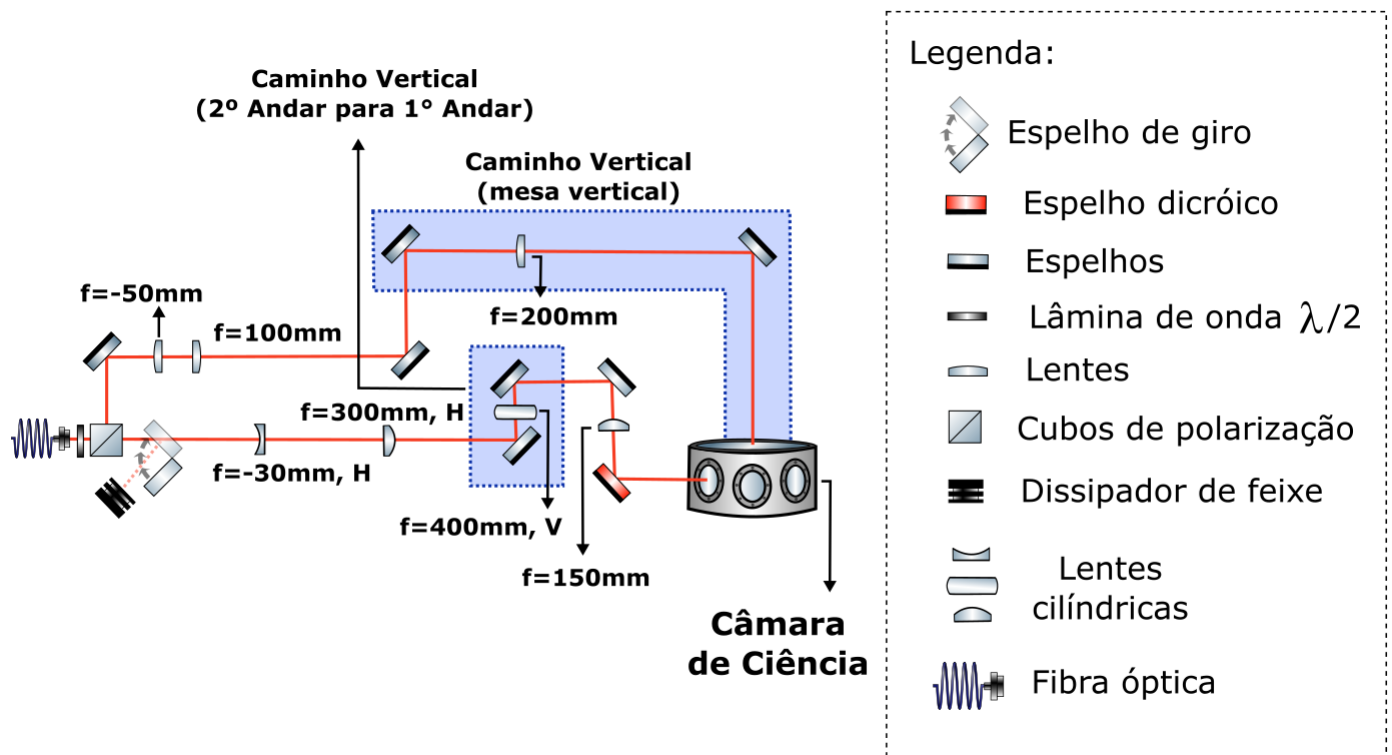 Caminho Vertical
(2º Andar para 1° Andar)
Caminho Vertical
(mesa vertical)
f=-50mm
f=100mm
f=200mm
f=300mm, H
f=-30mm, H
f=400mm, V
f=150mm
Câmara
de Ciência
Legenda:
Espelho de giro
Espelho dicróico
Espelhos
Lâmina de onda λ/2
Lentes
Cubos de polarização
Dissipador de feixe
Lentes
cilíndricas
Fibra óptica